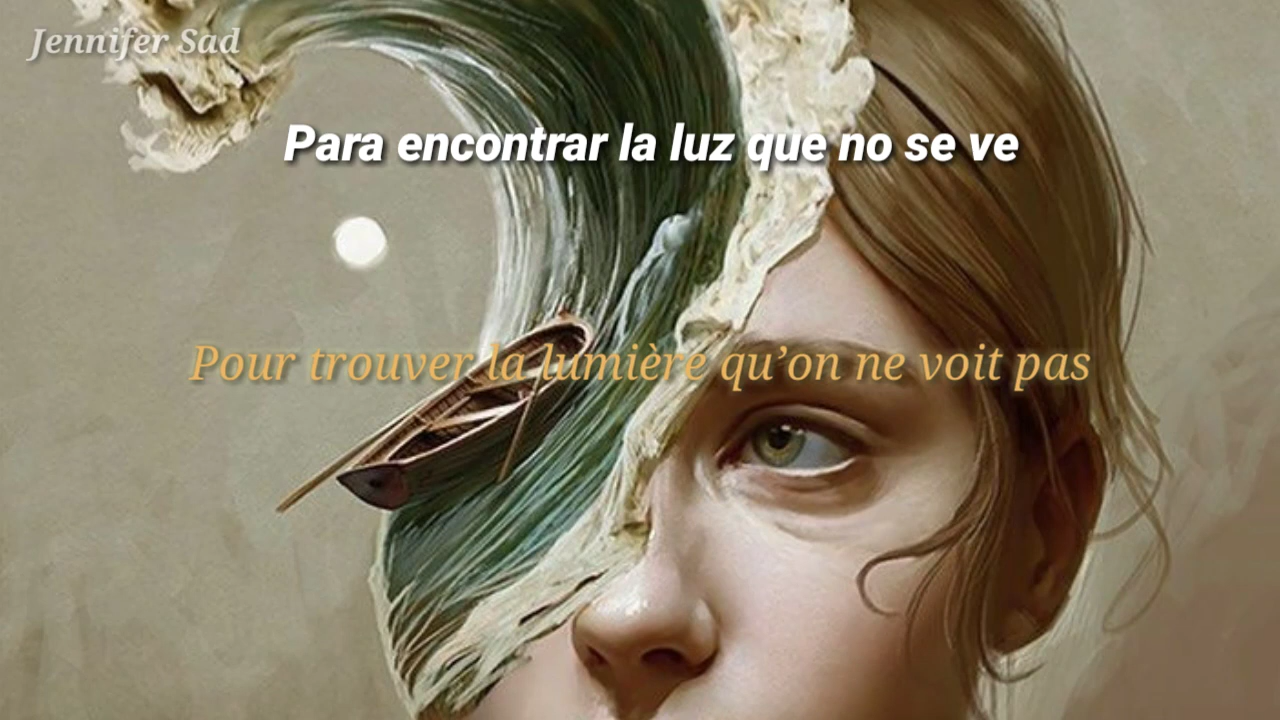 Jennifer Sad
Para encontrar la luz que no se ve
Pour trouver la lumière qu’on ne voit pas